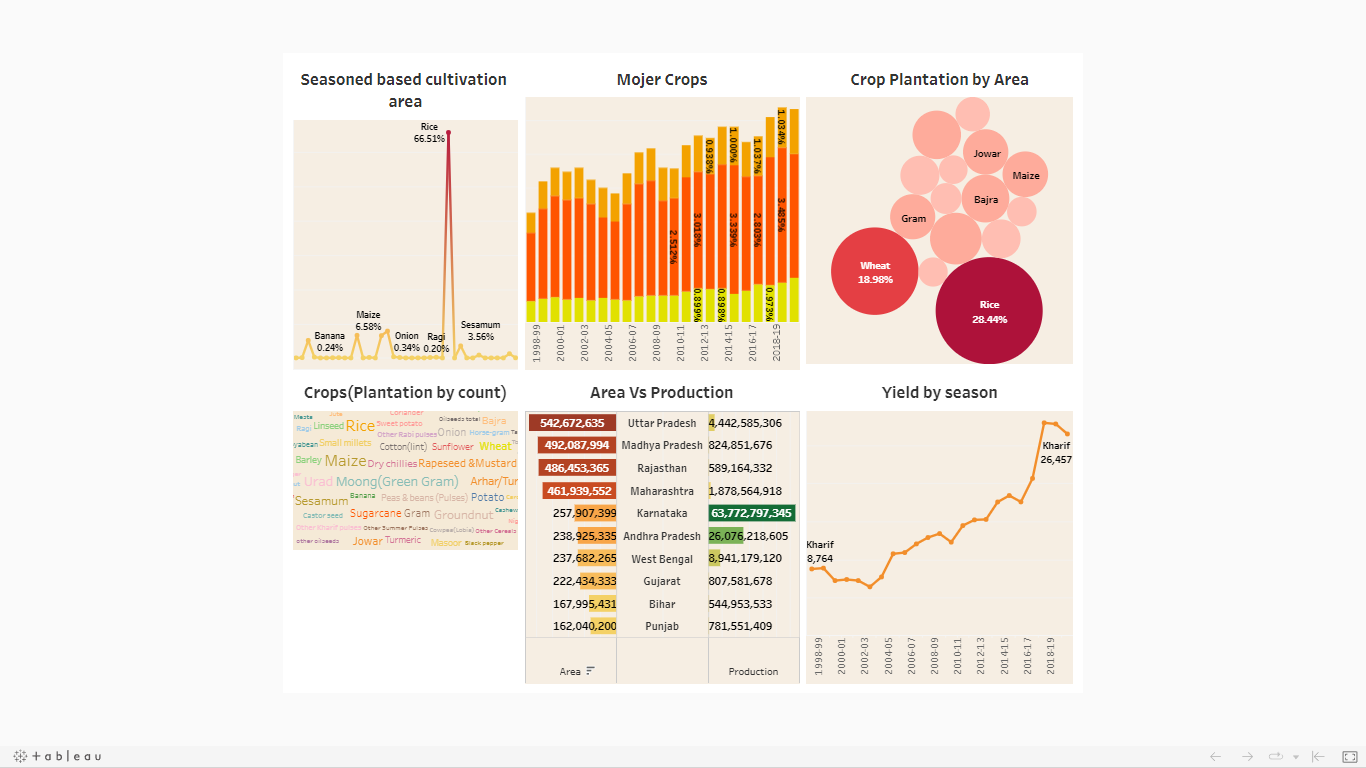 Seasoned based cultivation
area
Rice
66.51%
Maize
6.58%
Banana
0.24%
Onion
0.34%
Ragi
0.20%
Sesamum
3.56%
Mojer Crops
0.938%
1.000%
1.037%
1.034%
2.512%
3.018%
3.339%
2.803%
3.485%
0.899%
0.898%
0.973%
1998-99
2000-01
2002-03
2004-05
2006-07
2008-09
2010-11
2012-13
2014-15
2016-17
2018-19
Crop Plantation by Area
Jowar
Maize
Bajra
Gram
Wheat
18.98%
Rice
28.44%
Crops(Plantation by count)
Mesta Jute Coriander
Ragi Linseed Rice Sweet potato Oilseeds total Bajra
Other Rabi pulses Onion Horse-gram
yabean Small millets Cotton(lint) Sunflower Wheat
Barley Maize Dry chillies Rapeseed &Mustard
Urad Moong(Green Gram) Arhar/Tur
Sesamum Banana Peas & beans (Pulses) Potato
Castor seed Sugarcane Gram Groundnut Cashew
Other Kharif pulses Other Summer Pulses Cowpea(Lobia) Other Cereals
other oilseeds Jowar Turmeric Masoor Black pepper
Area Vs Production
542,672,635 Uttar Pradesh 4,442,585,306
492,087,994 Madhya Pradesh 824,851,676
486,453,365 Rajasthan 589,164,332
461,939,552 Maharashtra 1,878,564,918
257,907,399 Karnataka 63,772,797,345
238,925,335 Andhra Pradesh 26,076,218,605
237,682,265 West Bengal 8,941,179,120
222,434,333 Gujarat 807,581,678
167,995,431 Bihar 544,953,533
162,040,200 Punjab 781,551,409
Area Production
Yield by season
Kharif
26,457
Kharif
8,764
1998-99
2000-01
2002-03
2004-05
2006-07
2008-09
2010-11
2012-13
2014-15
2016-17
2018-19
+ a b l e a u